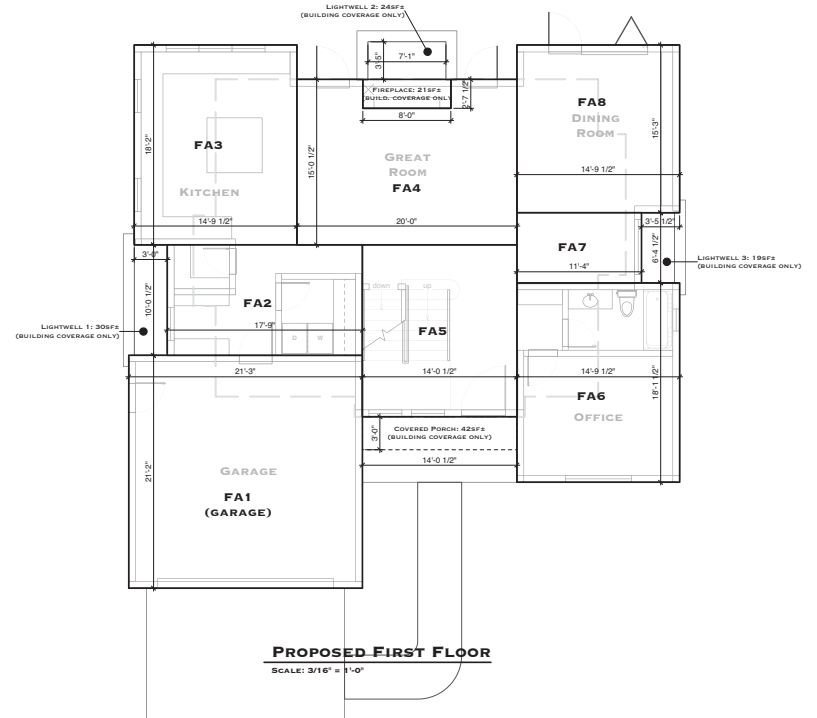 Lightwell 2: 24sf±
(building coverage only)
3'-5"
7'-1"
Fireplace: 21sf±
(build. coverage only)
2'-7 1/2"
8'-0"
FA8
Dining
Room
15'-3"
14'-9 1/2"
18'-2"
FA3
Kitchen
15'-0 1/2"
Great
Room
FA4
14'-9 1/2"
20'-0"
3'-5 1/2"
FA7
6'-4 1/2"
11'-4"
Lightwell 3: 19sf±
(building coverage only)
3'-0"
10'-0 1/2"
FA2
17'-9"
D
W
down
up
FA5
Lightwell 1: 30sf±
(building coverage only)
21'-3"
14'-0 1/2"
14'-9 1/2"
18'-1 1/2"
FA6
Office
3'-0"
Covered Porch: 42sf±
(building coverage only)
14'-0 1/2"
21'-2"
Garage
FA1
(Garage)
Proposed First Floor
Scale: 3/16" = 1'-0"